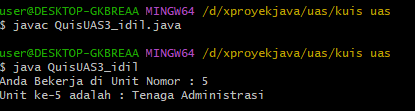 user@DESKTOP-GKBREAA MINGW64 /d/xproyekjava/uas/kuis uas
$ javac QuisUAS3_idil.java
user@DESKTOP-GKBREAA MINGW64 /d/xproyekjava/uas/kuis uas
$ java QuisUAS3_idil
Anda Bekerja di Unit Nomor : 5
Unit ke-5 adalah : Tenaga Administrasi